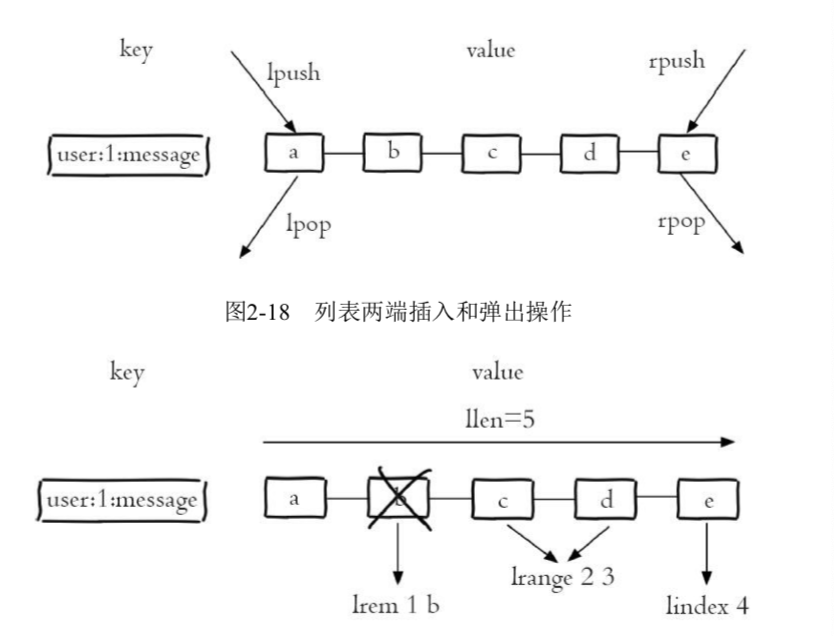 key value
lpush rpush
user:1:message a b c d e
lpop rpop
图2-18 列表两端插入和弹出操作
key value
llen=5
user:1:message a b c d e
lrange 2 3
lrem 1 b lindex 4